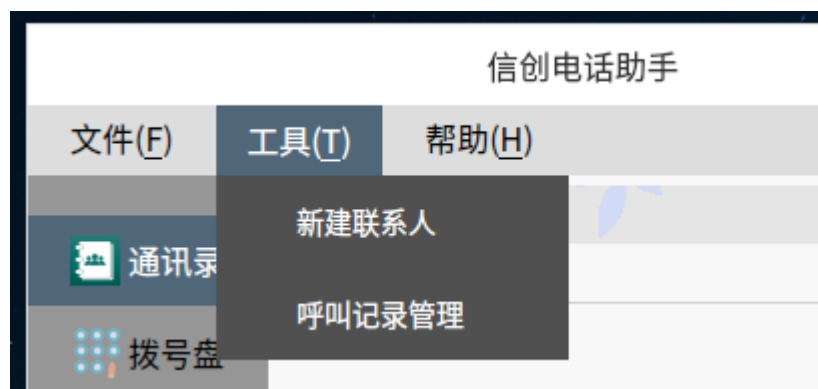 信创电话助手
文件(F) 工具(T) 帮助(H)
新建联系人
通讯录
呼叫记录管理
拨号盘